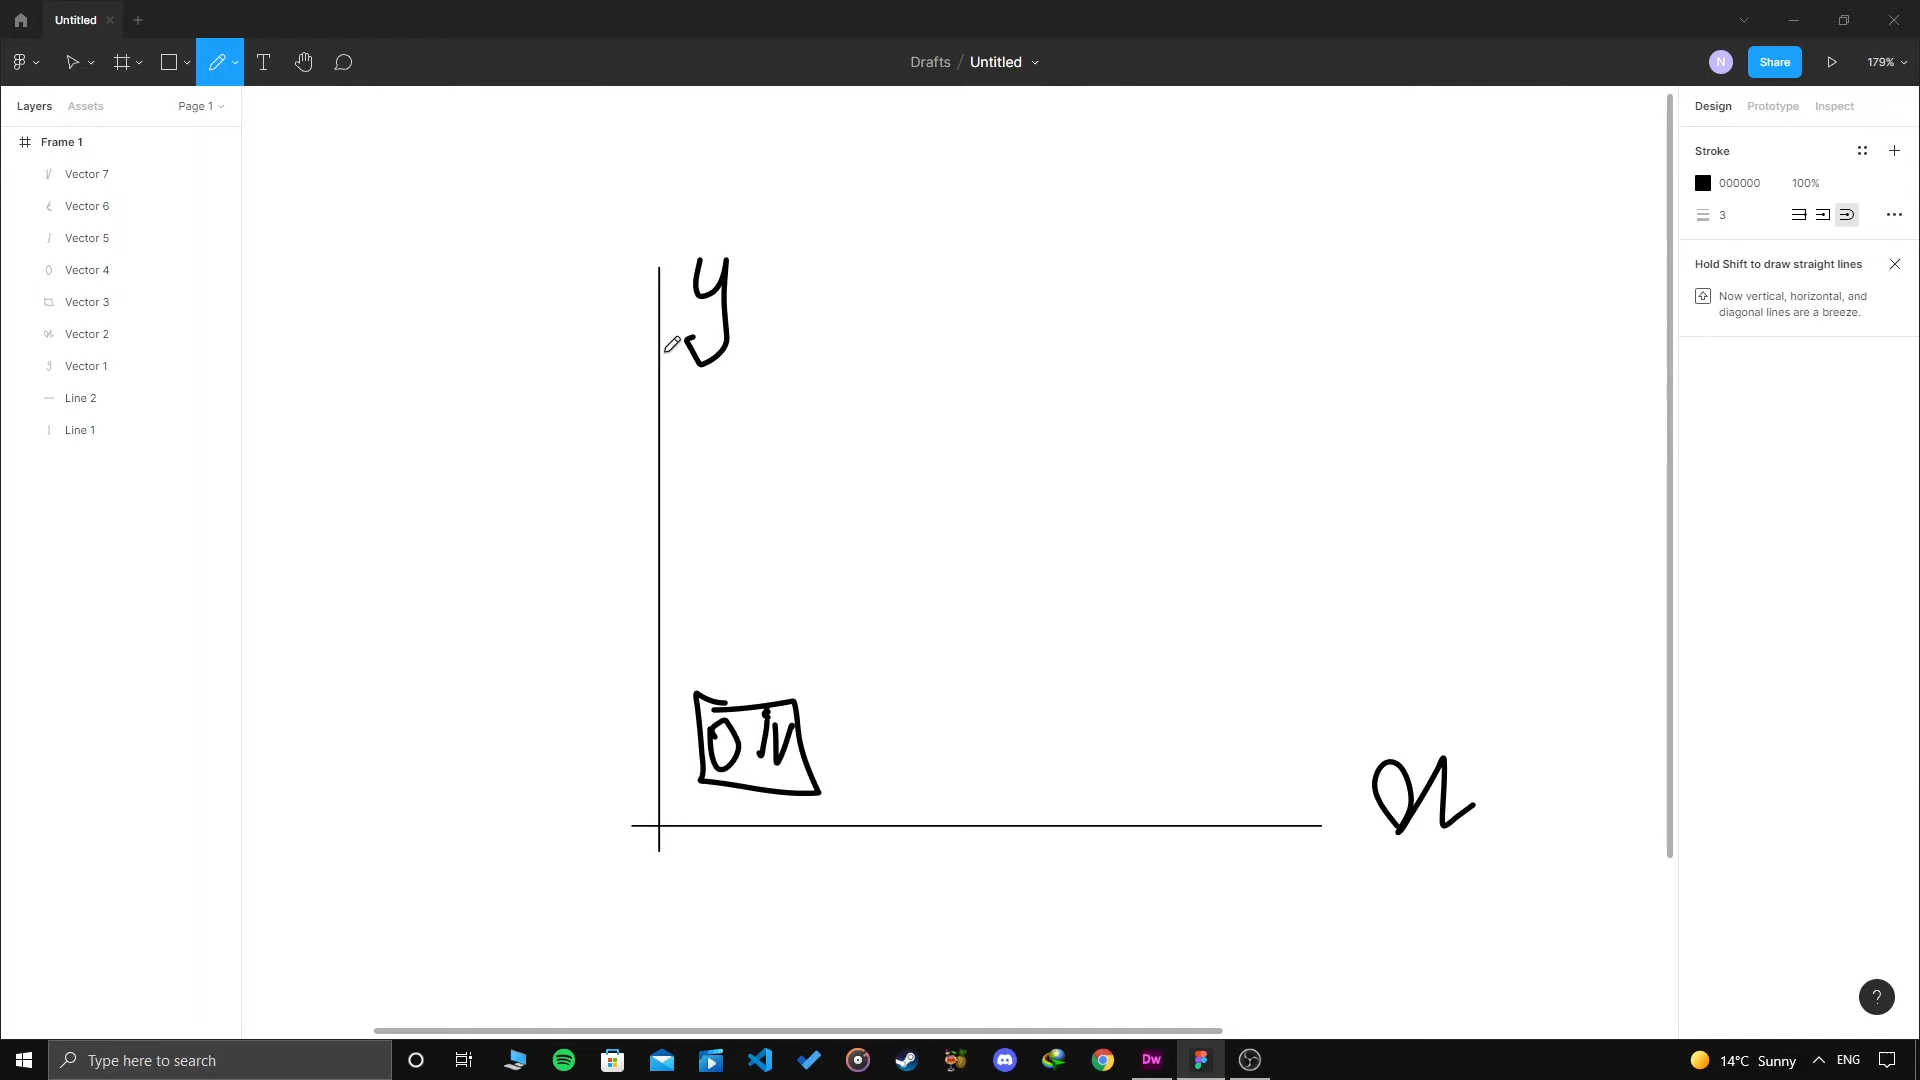 Untitled
Drafts / Untitled
N
Share
179%
Layers Assets Page 1
Frame 1
Vector 7
Vector 6
Vector 5
Vector 4
Vector 3
Vector 2
Vector 1
Line 2
Line 1
y
Design Prototype Inspect
Stroke
000000 100%
3
Hold Shift to draw straight lines
Now vertical, horizontal, and
diagonal lines are a breeze.
?
Type here to search
Dw
14°C Sunny
ENG